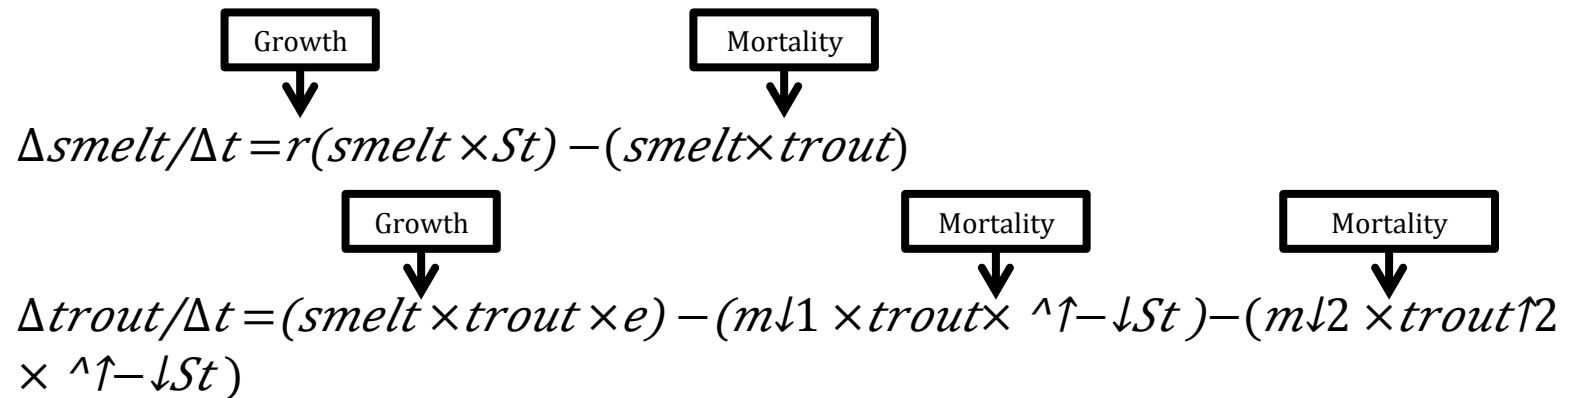 Growth Mortality
Δsmelt/Δt=r(smelt ×St) −(smelt×trout)
Growth Mortality Mortality
Δtrout/Δt=(smelt ×trout ×e) −(m↓1 ×trout× ^↑−↓St )−(m↓2 ×trout↑2
× ^↑−↓St )